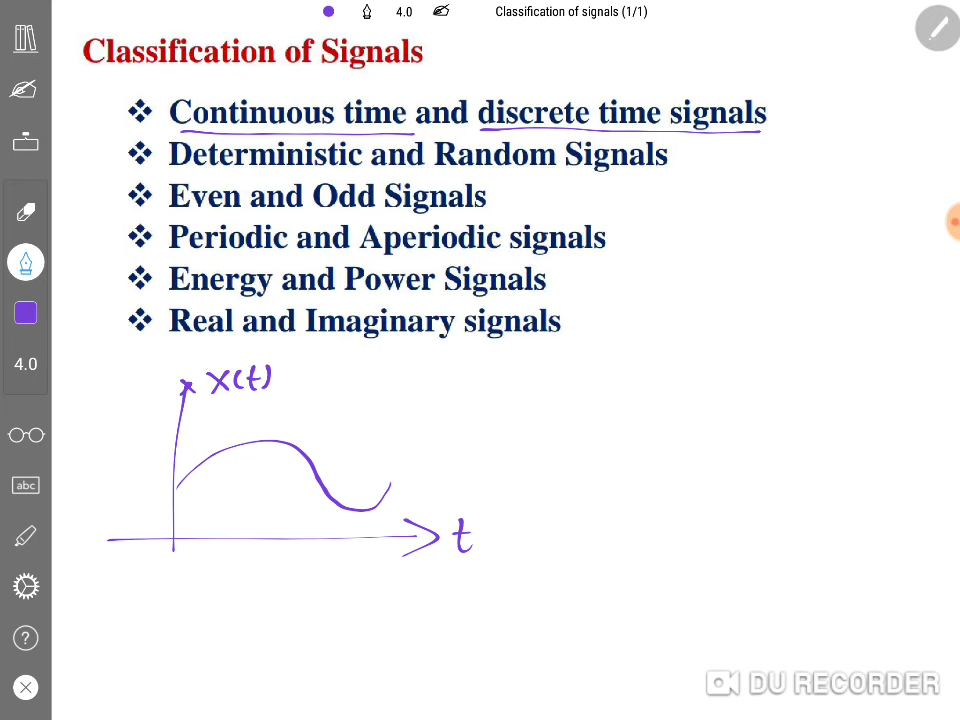 4.0 Classification of signals (1/1)
Classification of Signals
❖ Continuous time and discrete time signals
❖ Deterministic and Random Signals
❖ Even and Odd Signals
❖ Periodic and Aperiodic signals
❖ Energy and Power Signals
❖ Real and Imaginary signals
4.0
x(t)
abc
t
?
DU RECORDER